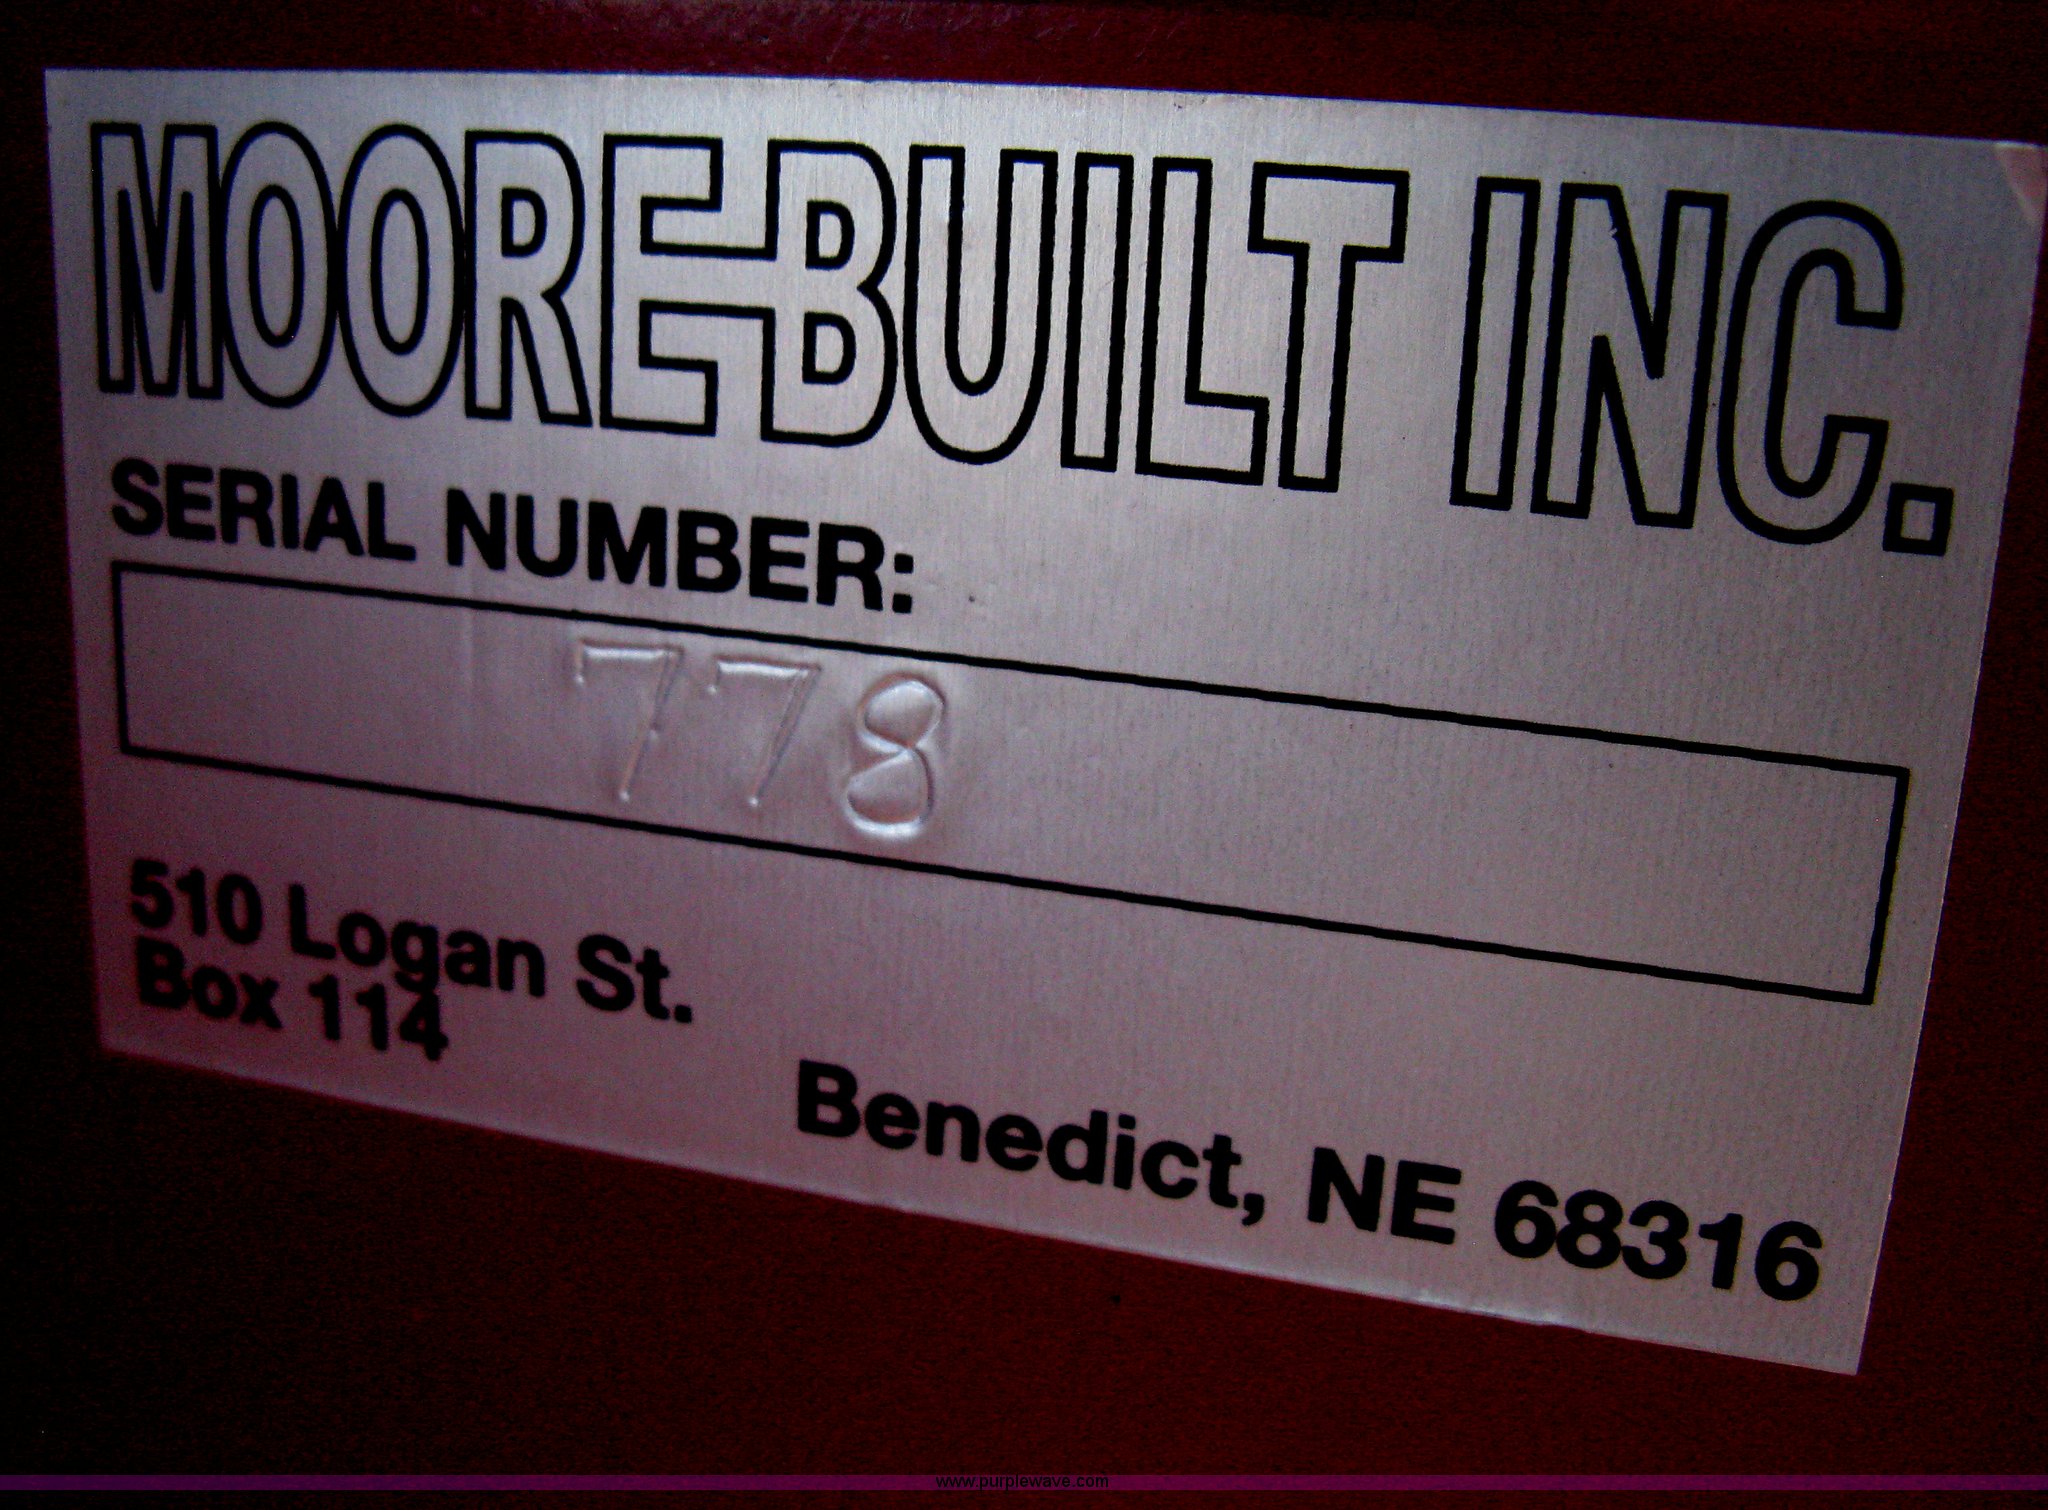 MOORE-BUILT INC.
SERIAL NUMBER:
778
510 Logan St.
Box 114
Benedict, NE 68316
www.purplewave.com